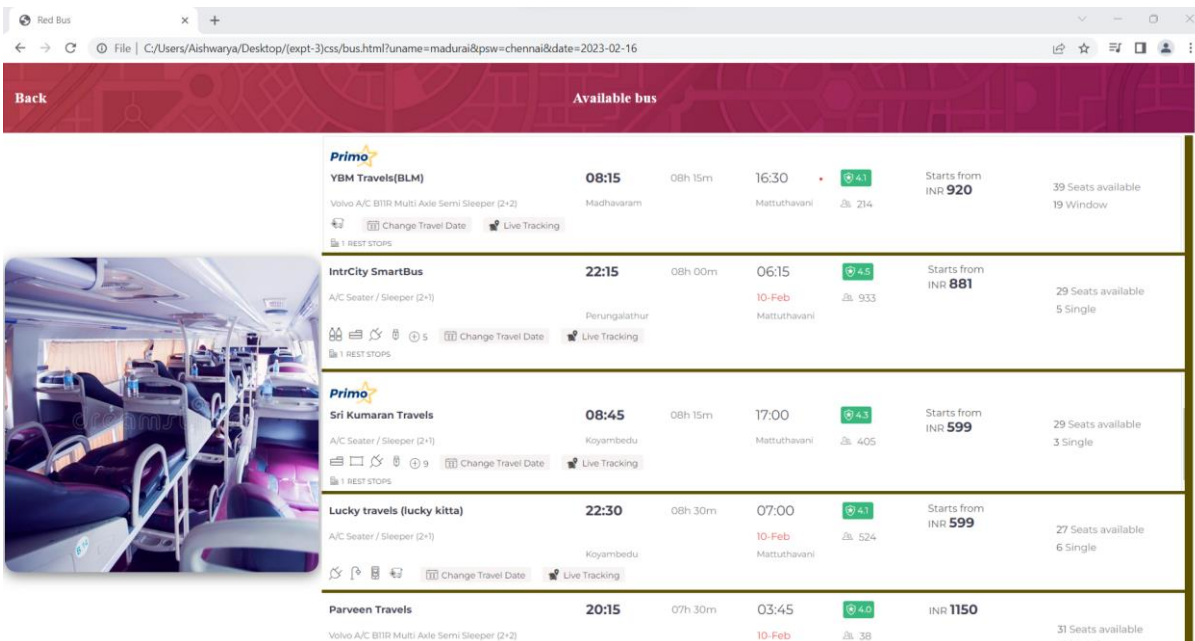 Red Bus
File | C:/Users/Aishwarya/Desktop/(expt-3)css/bus.html?uname=madurai&psw=chennai&date=2023-02-16
Back Available bus
Primo
YBM Travels(BLM) 08:15 08h 15m 16:30 4.1 Starts from
INR 920
39 Seats available
Volvo A/C B11R Multi Axle Semi Sleeper (2+2) Madhavaram Mattuthavani 214 19 Window
Change Travel Date Live Tracking
1 REST STOPS
IntrCity SmartBus 22:15 08h 00m 06:15 4.5 Starts from
INR 881
A/C Seater / Sleeper (2+1) 10-Feb 933 29 Seats available
Perungalathur Mattuthavani 5 Single
5 Change Travel Date Live Tracking
1 REST STOPS
Primo
Sri Kumaran Travels 08:45 08h 15m 17:00 4.3 Starts from
INR 599
29 Seats available
A/C Seater / Sleeper (2+1) Koyambedu Mattuthavani 405 3 Single
9 Change Travel Date Live Tracking
1 REST STOPS
Lucky travels (lucky kitta) 22:30 08h 30m 07:00 4.1 Starts from
INR 599
A/C Seater / Sleeper (2+1) 10-Feb 524 27 Seats available
Koyambedu Mattuthavani 6 Single
Change Travel Date Live Tracking
Parveen Travels 20:15 07h 30m 03:45 4.0 INR 1150
Volvo A/C B11R Multi Axle Semi Sleeper (2+2) 10-Feb 38 31 Seats available